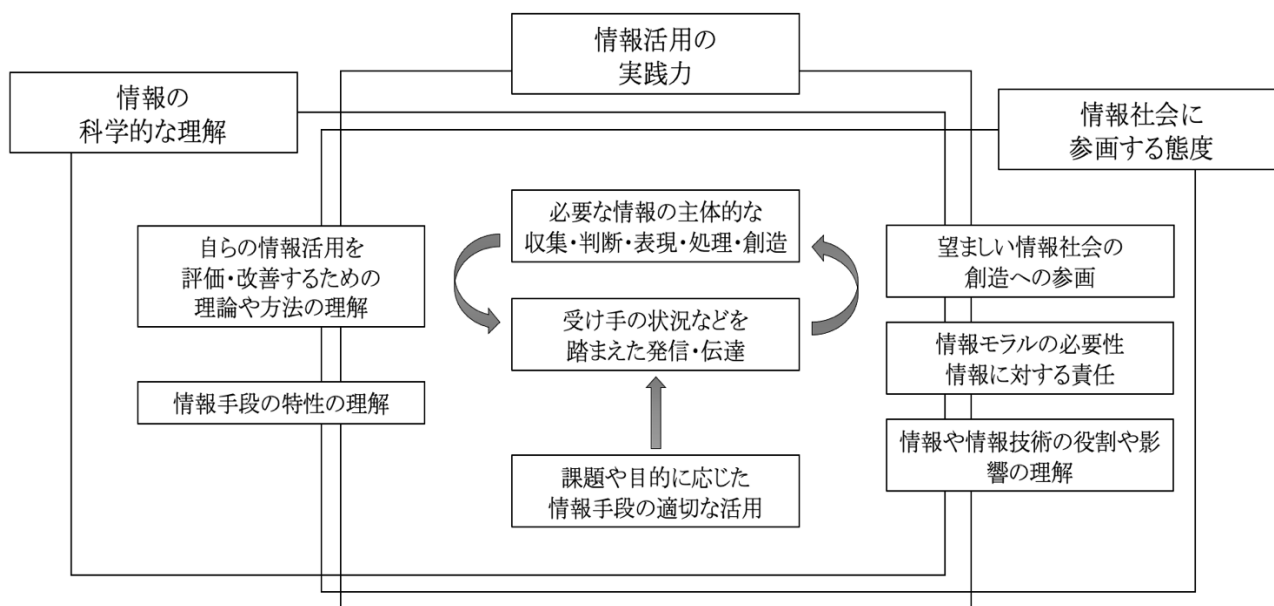 情報活用の
実践力
情報の
科学的な理解
情報社会に
参画する態度
必要な情報の主体的な
収集・判断・表現・処理・創造
自らの情報活用を
評価・改善するための
理論や方法の理解
望ましい情報社会の
創造への参画
受け手の状況などを
踏まえた発信・伝達
情報モラルの必要性
情報に対する責任
情報手段の特性の理解
情報や情報技術の役割や影
響の理解
課題や目的に応じた
情報手段の適切な活用